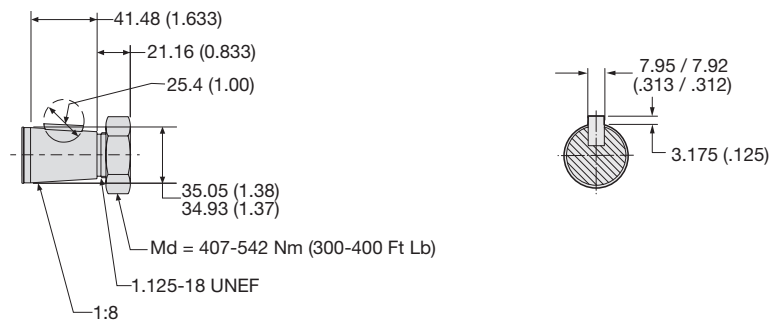 41.48 (1.633)
21.16 (0.833)
25.4 (1.00)
35.05 (1.38)
34.93 (1.37)
Md = 407-542 Nm (300-400 Ft Lb)
1.125-18 UNEF
1:8
7.95 / 7.92
(.313 / .312)
3.175 (.125)